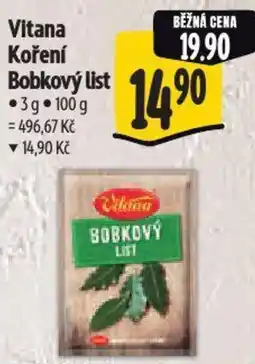 Vitana
Koření
Bobkový list
• 3 g • 100 g
= 496,67 Kč
▼ 14,90 Kč
BĚŽNÁ CENA
19.90
14.90
Vitana
BOBKOVÝ
LIST